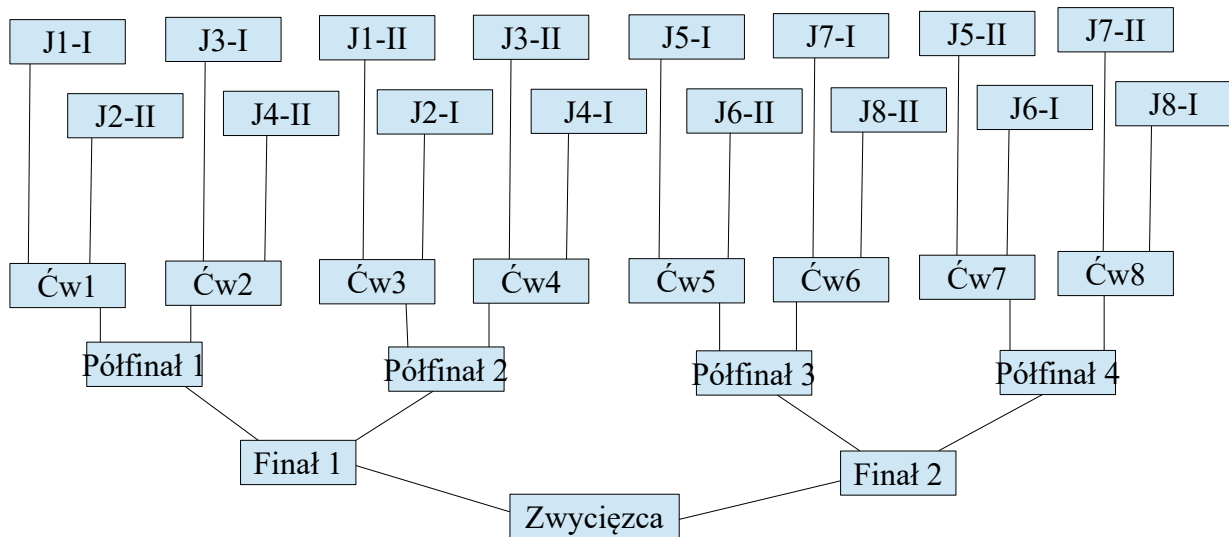 J1-I
J3-I
J1-II
J3-II
J5-I
J7-I
J5-II
J7-II
J2-II
J4-II
J2-I
J4-I
J6-II
J8-II
J6-I
J8-I
Ćw1
Ćw2
Ćw3
Ćw4
Ćw5
Ćw6
Ćw7
Ćw8
Półfinał 1
Półfinał 2
Półfinał 3
Półfinał 4
Finał 1
Finał 2
Zwycięzca